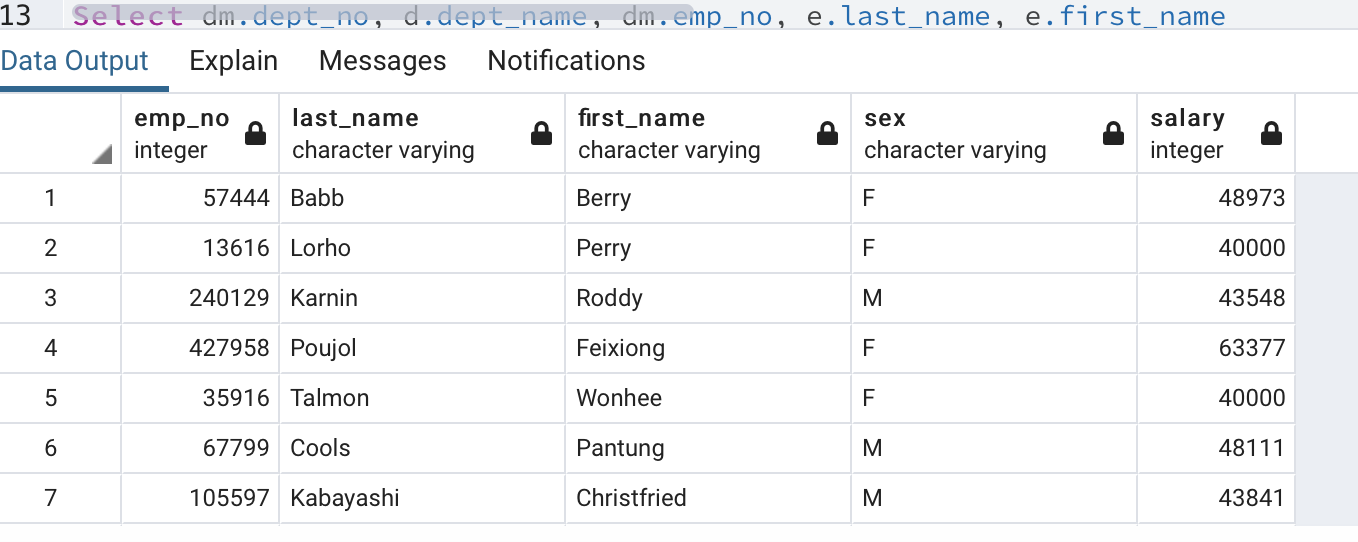 13 Select dm.dept_no, d.dept_name, dm.emp_no, e.last_name, e.first_name
Data Output Explain Messages Notifications
emp_no last_name first_name sex salary
integer character varying character varying character varying integer
1 57444 Babb Berry F 48973
2 13616 Lorho Perry F 40000
3 240129 Karnin Roddy M 43548
4 427958 Poujol Feixiong F 63377
5 35916 Talmon Wonhee F 40000
6 67799 Cools Pantung M 48111
7 105597 Kabayashi Christfried M 43841